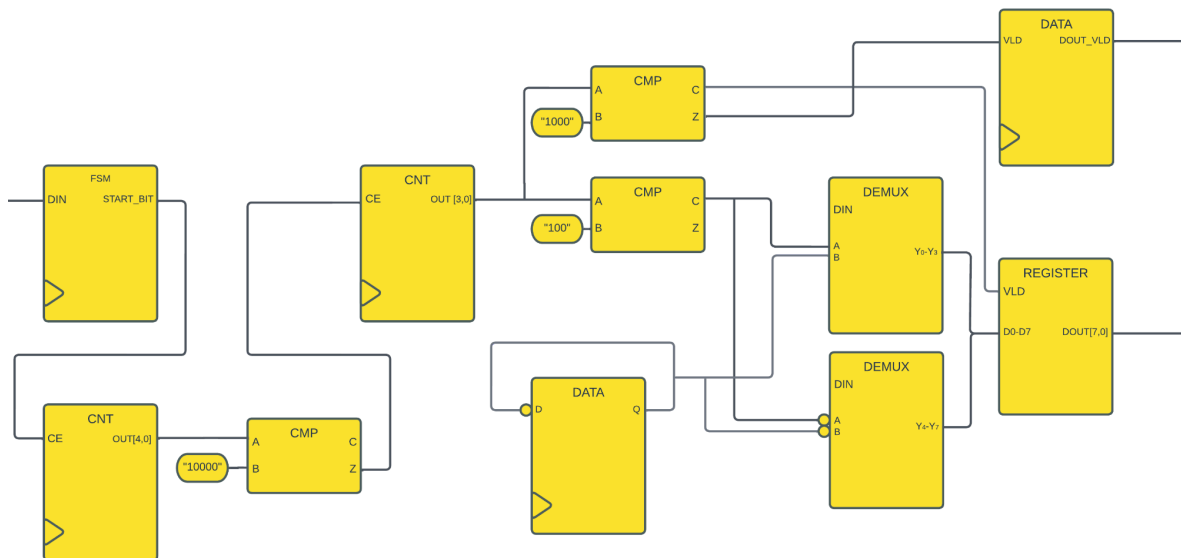 DATA
VLD
DOUT_VLD
CMP
A
C
B
Z
"1000"
FSM
DIN
START_BIT
CNT
CE
OUT [3,0]
CMP
A
C
B
Z
"100"
DEMUX
DIN
A
B
Y₀-Y₃
REGISTER
VLD
D0-D7
DOUT[7,0]
DEMUX
DIN
A
B
Y₄-Y₇
DATA
D
Q
CNT
CE
OUT[4,0]
CMP
A
C
B
Z
"10000"